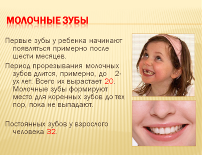 МОЛОЧНЫЕ ЗУБЫ
Первые зубы у ребенка начинают
появляться примерно после
шести месяцев.
Период прорезывания молочных
зубов длится, примерно, до 2-
ух лет. Всего их вырастает 20.
Молочные зубы формируют
место для коренных зубов до тех
пор, пока не выпадают.
Постоянных зубов у взрослого
человека 32.